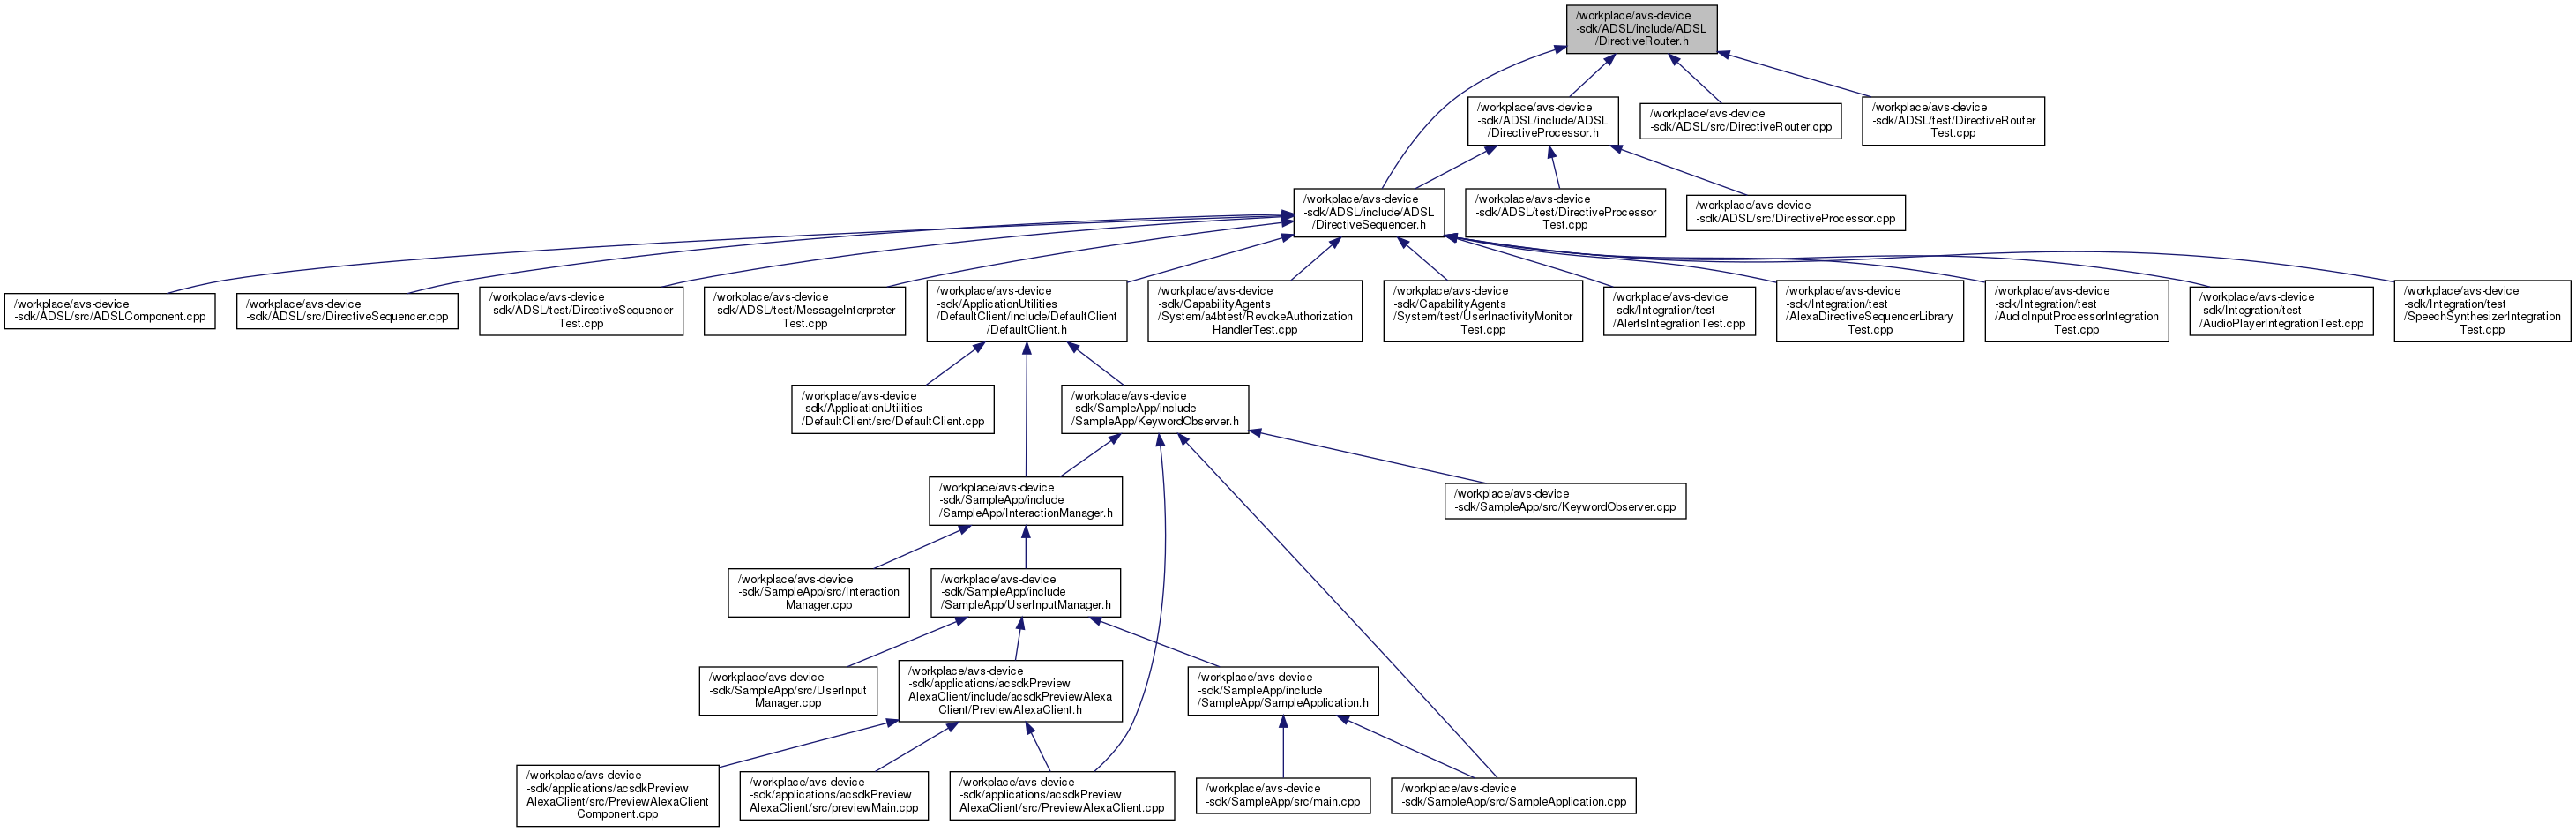 /workplace/avs-device
-sdk/ADSL/include/ADSL
/DirectiveRouter.h
/workplace/avs-device
-sdk/ADSL/include/ADSL
/DirectiveProcessor.h
/workplace/avs-device
-sdk/ADSL/src/DirectiveRouter.cpp
/workplace/avs-device
-sdk/ADSL/test/DirectiveRouter
Test.cpp
/workplace/avs-device
-sdk/ADSL/include/ADSL
/DirectiveSequencer.h
/workplace/avs-device
-sdk/ADSL/test/DirectiveProcessor
Test.cpp
/workplace/avs-device
-sdk/ADSL/src/DirectiveProcessor.cpp
/workplace/avs-device
-sdk/ADSL/src/ADSLComponent.cpp
/workplace/avs-device
-sdk/ADSL/src/DirectiveSequencer.cpp
/workplace/avs-device
-sdk/ADSL/test/DirectiveSequencer
Test.cpp
/workplace/avs-device
-sdk/ADSL/test/MessageInterpreter
Test.cpp
/workplace/avs-device
-sdk/ApplicationUtilities
/DefaultClient/include/DefaultClient
/DefaultClient.h
/workplace/avs-device
-sdk/CapabilityAgents
/System/a4btest/RevokeAuthorization
HandlerTest.cpp
/workplace/avs-device
-sdk/CapabilityAgents
/System/test/UserInactivityMonitor
Test.cpp
/workplace/avs-device
-sdk/Integration/test
/AlertsIntegrationTest.cpp
/workplace/avs-device
-sdk/Integration/test
/AlexaDirectiveSequencerLibrary
Test.cpp
/workplace/avs-device
-sdk/Integration/test
/AudioInputProcessorIntegration
Test.cpp
/workplace/avs-device
-sdk/Integration/test
/AudioPlayerIntegrationTest.cpp
/workplace/avs-device
-sdk/Integration/test
/SpeechSynthesizerIntegration
Test.cpp
/workplace/avs-device
-sdk/ApplicationUtilities
/DefaultClient/src/DefaultClient.cpp
/workplace/avs-device
-sdk/SampleApp/include
/SampleApp/KeywordObserver.h
/workplace/avs-device
-sdk/SampleApp/include
/SampleApp/InteractionManager.h
/workplace/avs-device
-sdk/SampleApp/src/KeywordObserver.cpp
/workplace/avs-device
-sdk/SampleApp/src/Interaction
Manager.cpp
/workplace/avs-device
-sdk/SampleApp/include
/SampleApp/UserInputManager.h
/workplace/avs-device
-sdk/SampleApp/src/UserInput
Manager.cpp
/workplace/avs-device
-sdk/applications/acsdkPreview
AlexaClient/include/acsdkPreviewAlexa
Client/PreviewAlexaClient.h
/workplace/avs-device
-sdk/SampleApp/include
/SampleApp/SampleApplication.h
/workplace/avs-device
-sdk/applications/acsdkPreview
AlexaClient/src/PreviewAlexaClient
Component.cpp
/workplace/avs-device
-sdk/applications/acsdkPreview
AlexaClient/src/previewMain.cpp
/workplace/avs-device
-sdk/applications/acsdkPreview
AlexaClient/src/PreviewAlexaClient.cpp
/workplace/avs-device
-sdk/SampleApp/src/main.cpp
/workplace/avs-device
-sdk/SampleApp/src/SampleApplication.cpp